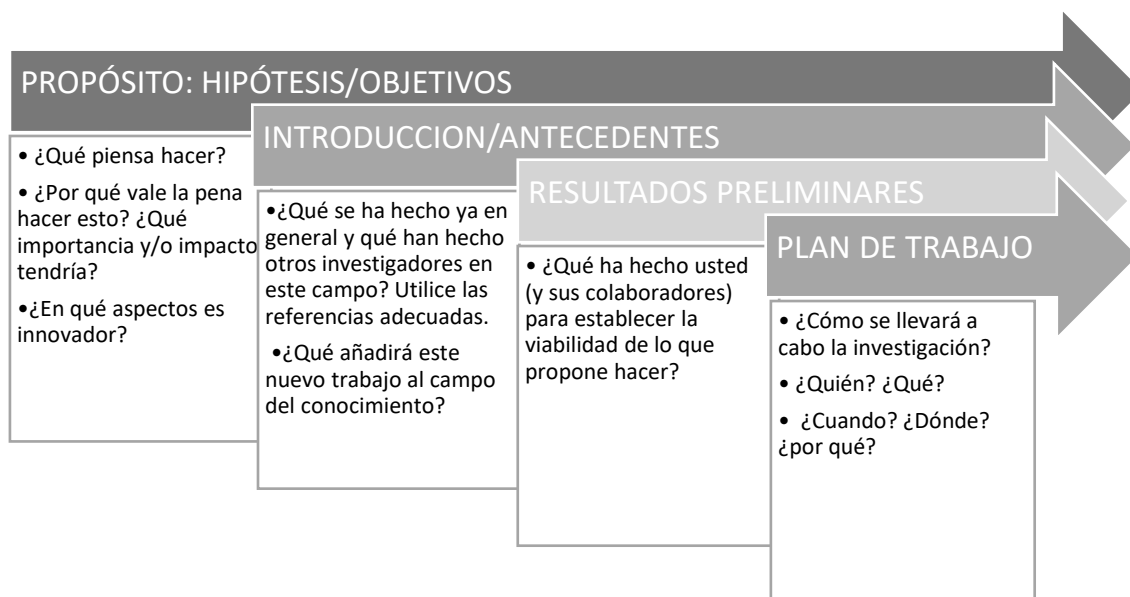 PROPÓSITO: HIPÓTESIS/OBJETIVOS
• ¿Qué piensa hacer?
• ¿Por qué vale la pena
hacer esto? ¿Qué
importancia y/o impacto
tendría?
•¿En qué aspectos es
innovador?
INTRODUCCION/ANTECEDENTES
•¿Qué se ha hecho ya en
general y qué han hecho
otros investigadores en
este campo? Utilice las
referencias adecuadas.
•¿Qué añadirá este
nuevo trabajo al campo
del conocimiento?
RESULTADOS PRELIMINARES
• ¿Qué ha hecho usted
(y sus colaboradores)
para establecer la
viabilidad de lo que
propone hacer?
PLAN DE TRABAJO
• ¿Cómo se llevará a
cabo la investigación?
• ¿Quién? ¿Qué?
• ¿Cuando? ¿Dónde?
¿por qué?